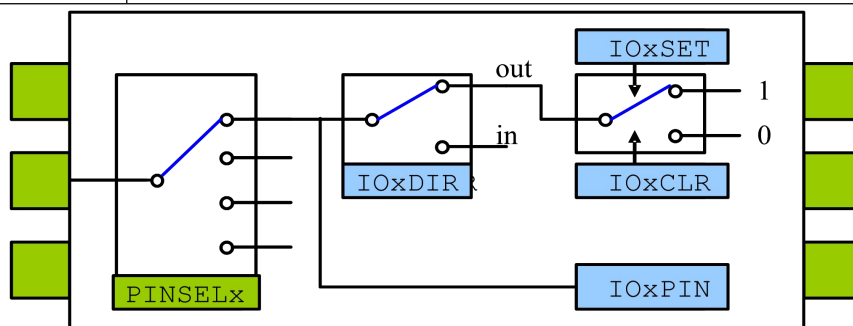 IOxSET
out
1
in
0
IOxDIR
IOxCLR
PINSELx
IOxPIN